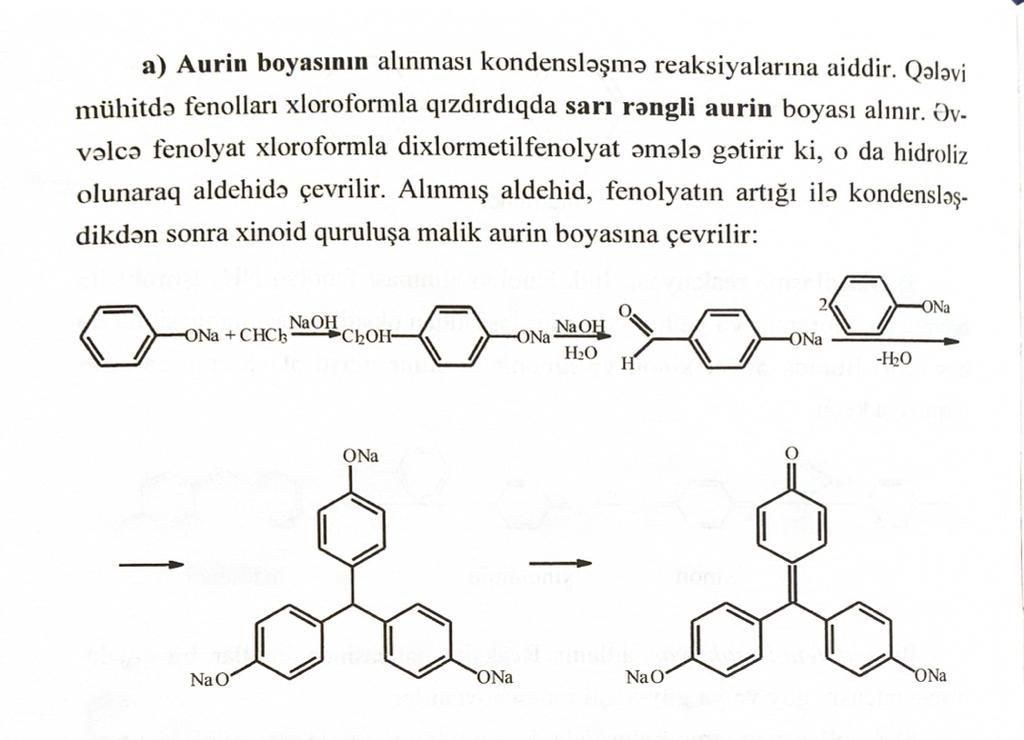 a) Aurin boyasının alınması kondensləşmə reaksiyalarına aiddir. Qələvi
mühitdə fenolları xloroformla qızdırdıqda sarı rəngli aurin boyası alınır. Əv-
vəlcə fenolyat xloroformla dixlormetilfenolyat əmələ gətirir ki, o da hidroliz
olunaraq aldehidə çevrilir. Alınmış aldehid, fenolyatın artığı ilə kondensləş-
dikdən sonra xinoid quruluşa malik aurin boyasına çevrilir:
ONa + CHCl₃ NaOH Cl₂OH ONa NaOH H₂O O H ONa 2 ONa -H₂O
ONa O
NaO ONa NaO ONa